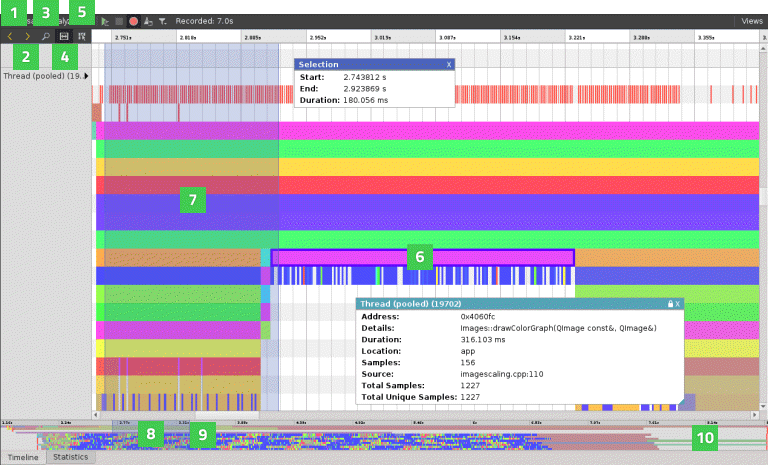 1
3
5
Recorded: 7.0s
Views
2
4
2.751s
2.818s
2.885s
2.952s
3.019s
3.087s
3.154s
3.221s
3.288s
3.355s
Thread (pooled) (19...
Selection X
Start: 2.743812 s
End: 2.923869 s
Duration: 180.056 ms
7
6
Thread (pooled) (19702) X
Address: 0x4060fc
Details: Images::drawColorGraph(QImage const&, QImage&)
Duration: 316.103 ms
Location: app
Samples: 156
Source: imagescaling.cpp:110
Total Samples: 1227
Total Unique Samples: 1227
8
9
10
Timeline Statistics